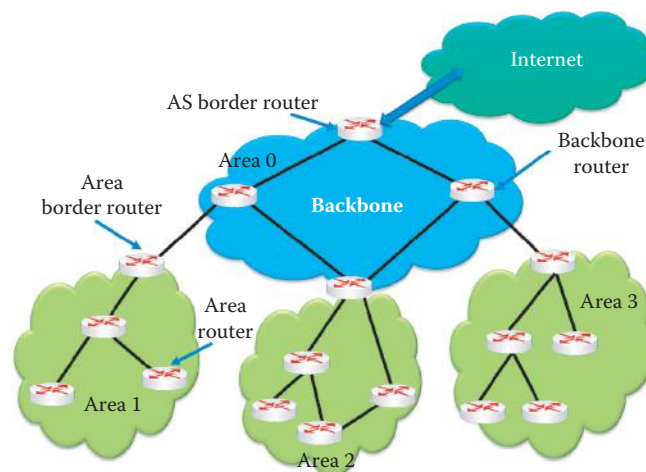 Internet
AS border router
Area 0
Backbone
router
Area
border router
Backbone
Area
router
Area 3
Area 1
Area 2